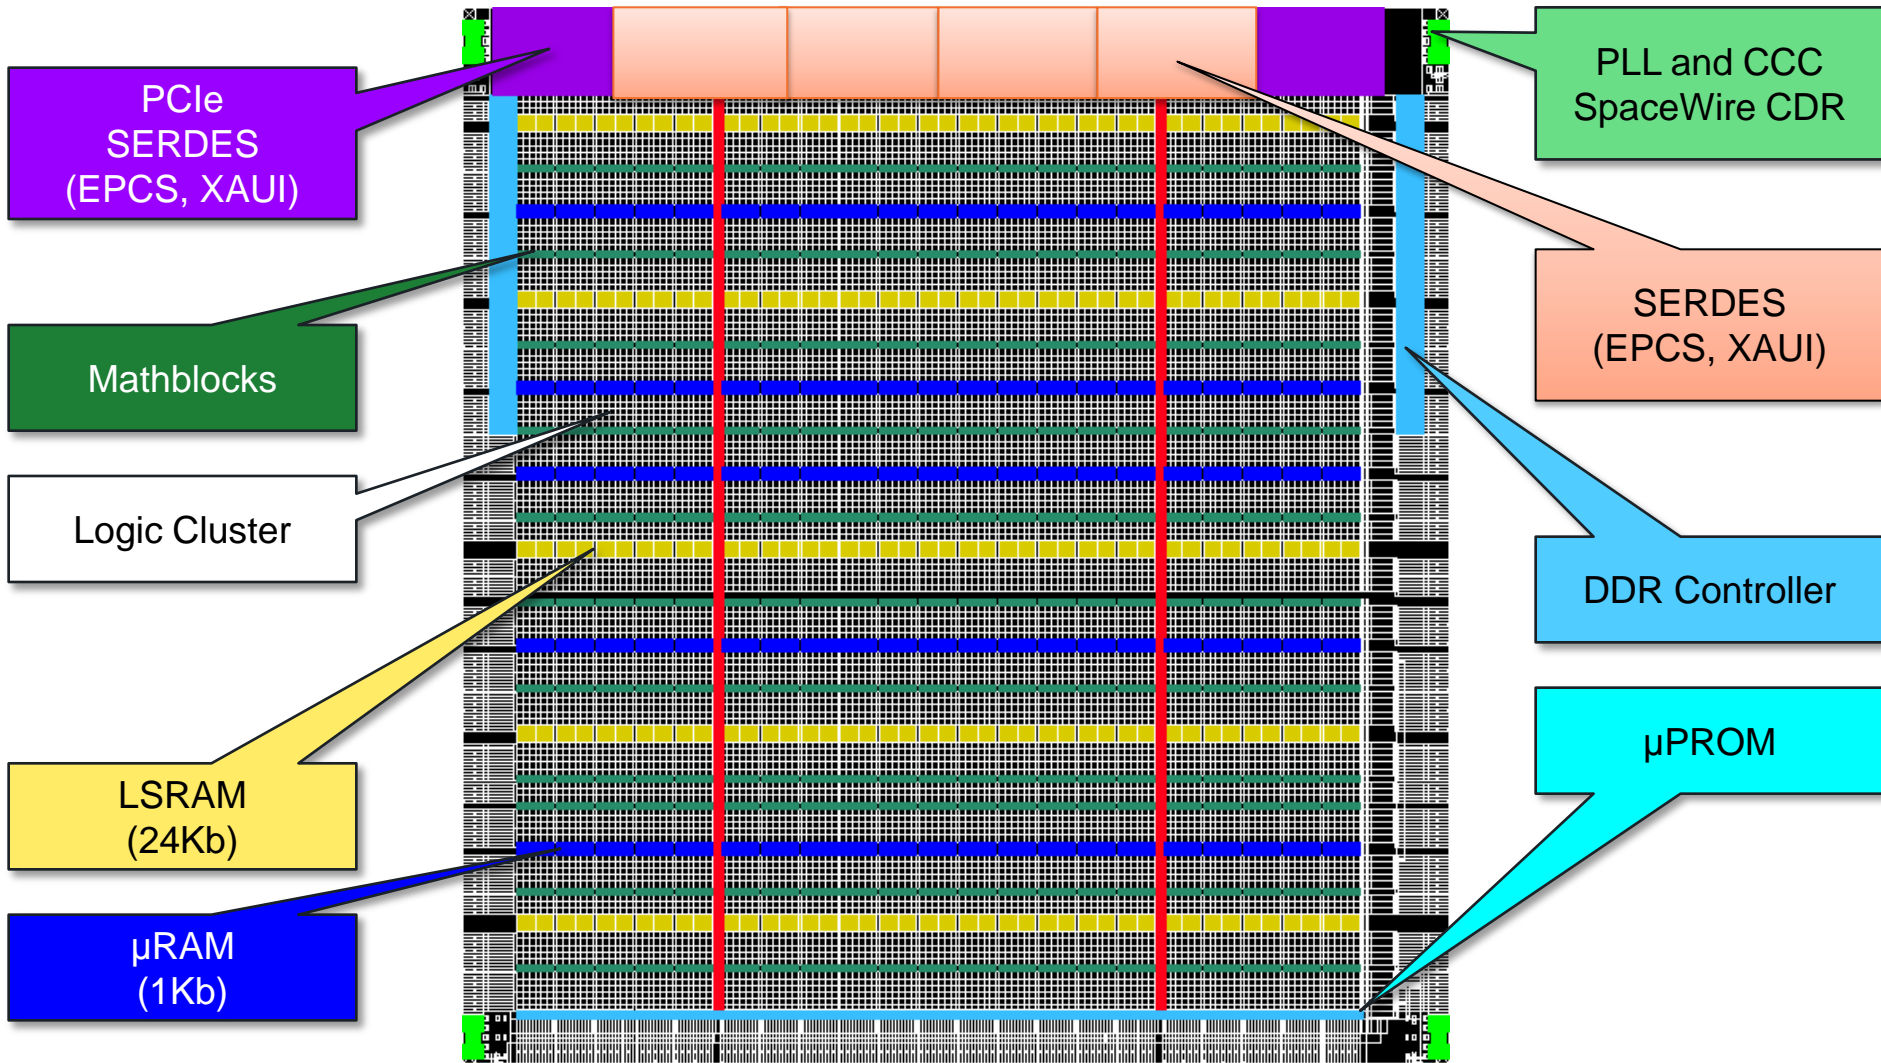 PCIe
SERDES
(EPCS, XAUI)
Mathblocks
Logic Cluster
LSRAM
(24Kb)
µRAM
(1Kb)
PLL and CCC
SpaceWire CDR
SERDES
(EPCS, XAUI)
DDR Controller
µPROM